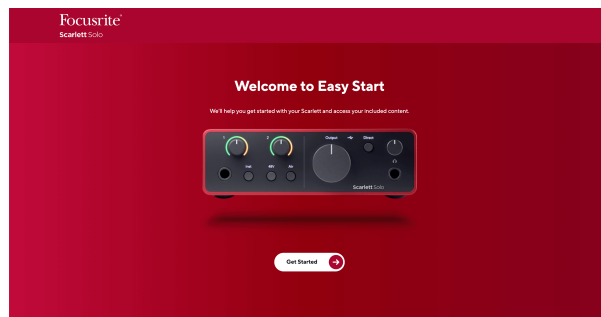 Focusrite®
Scarlett Solo
Welcome to Easy Start
We'll help you get started with your Scarlett and access your included content.
1
2
Output
Direct
Inst
48V
Air
Scarlett Solo
Get Started